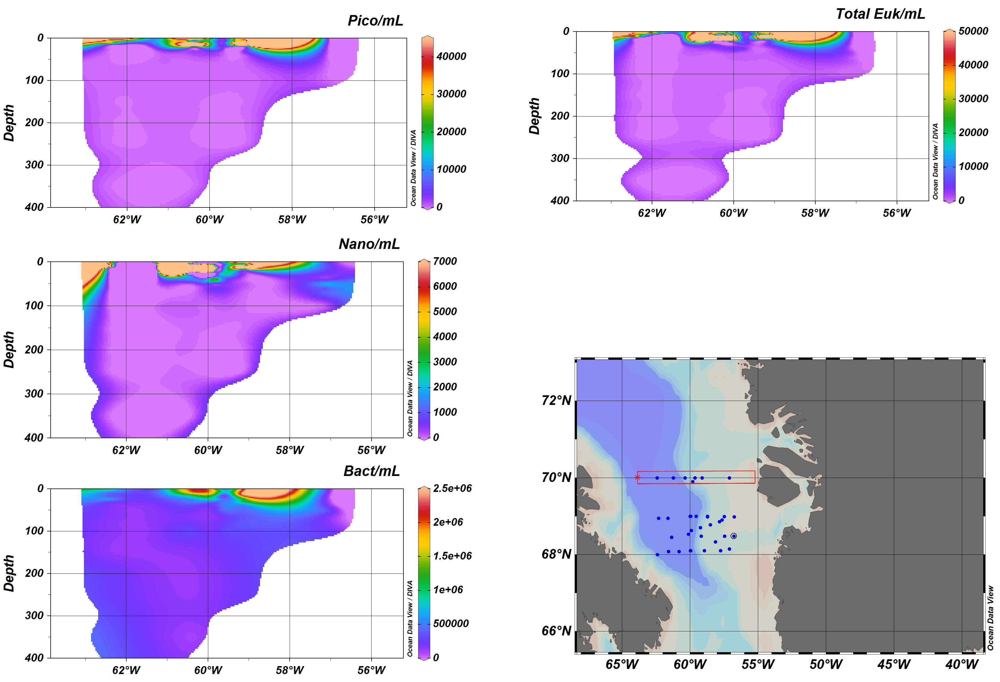 Pico/mL
0
100
200
300
400
Depth
62°W 60°W 58°W 56°W
40000
30000
20000
10000
0
Ocean Data View / DIVA
Total Euk/mL
0
100
200
300
400
Depth
62°W 60°W 58°W 56°W
50000
40000
30000
20000
10000
0
Ocean Data View / DIVA
Nano/mL
0
100
200
300
400
Depth
62°W 60°W 58°W 56°W
7000
6000
5000
4000
3000
2000
1000
0
Ocean Data View / DIVA
Bact/mL
0
100
200
300
400
Depth
62°W 60°W 58°W 56°W
2.5e+06
2e+06
1.5e+06
1e+06
500000
0
Ocean Data View / DIVA
72°N
70°N
68°N
66°N
65°W 60°W 55°W 50°W 45°W 40°W
Ocean Data View